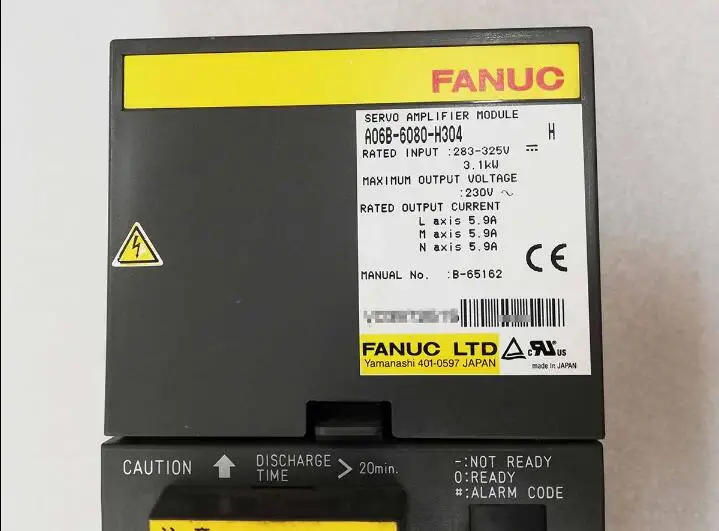 FANUC
SERVO AMPLIFIER MODULE
A06B-6080-H304 H
RATED INPUT :283-325V ⎓
3.1kW
MAXIMUM OUTPUT VOLTAGE
:230V ~
RATED OUTPUT CURRENT
L axis 5.9A
M axis 5.9A
N axis 5.9A
CE
MANUAL No. :B-65162
FANUC LTD
Yamanashi 401-0597 JAPAN
c RU US
made in JAPAN
CAUTION ↑ DISCHARGE TIME > 20min.
-:NOT READY
0:READY
#:ALARM CODE